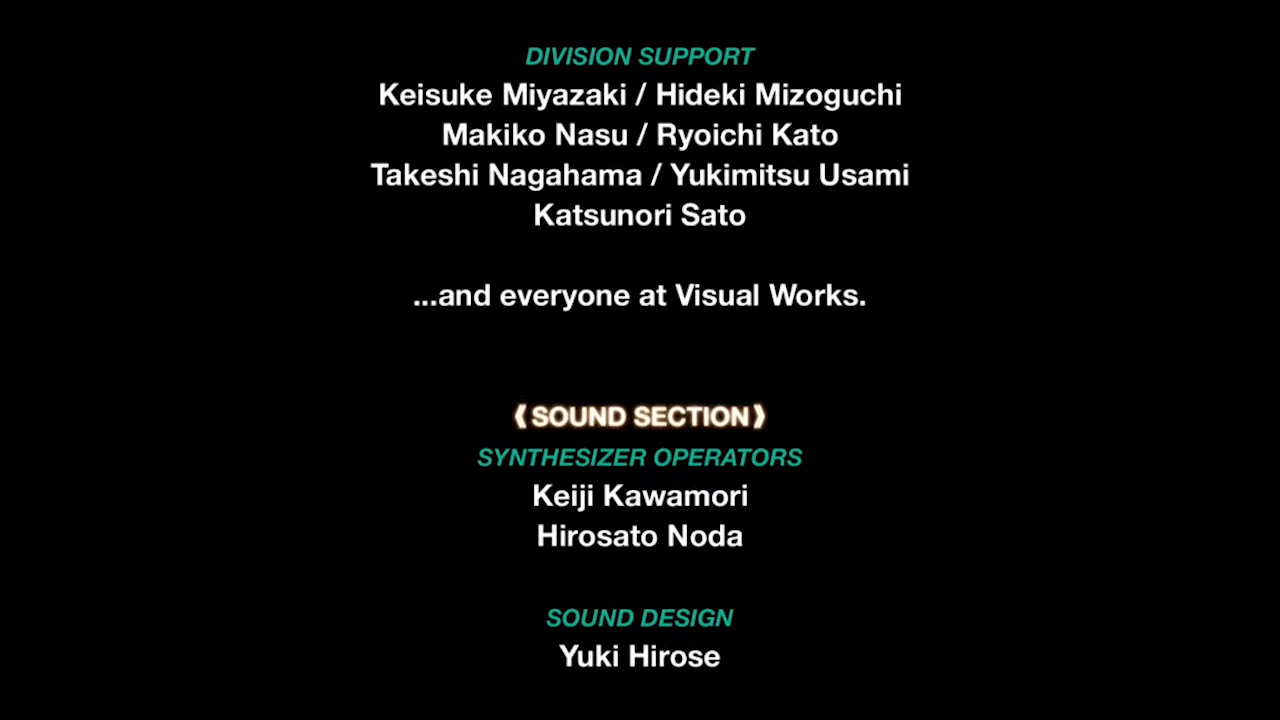 DIVISION SUPPORT
Keisuke Miyazaki / Hideki Mizoguchi
Makiko Nasu / Ryoichi Kato
Takeshi Nagahama / Yukimitsu Usami
Katsunori Sato
...and everyone at Visual Works.
《SOUND SECTION》
SYNTHESIZER OPERATORS
Keiji Kawamori
Hirosato Noda
SOUND DESIGN
Yuki Hirose